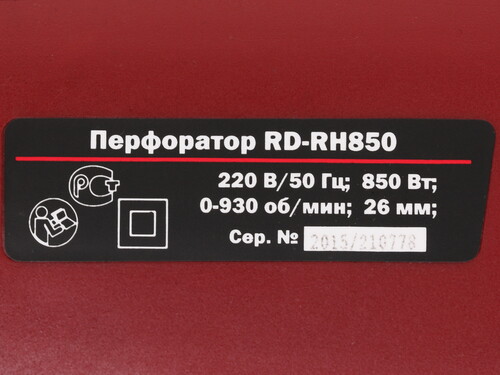 Перфоратор RD-RH850
220 В/50 Гц; 850 Вт;
0-930 об/мин; 26 мм;
Сер. № 2015/210778